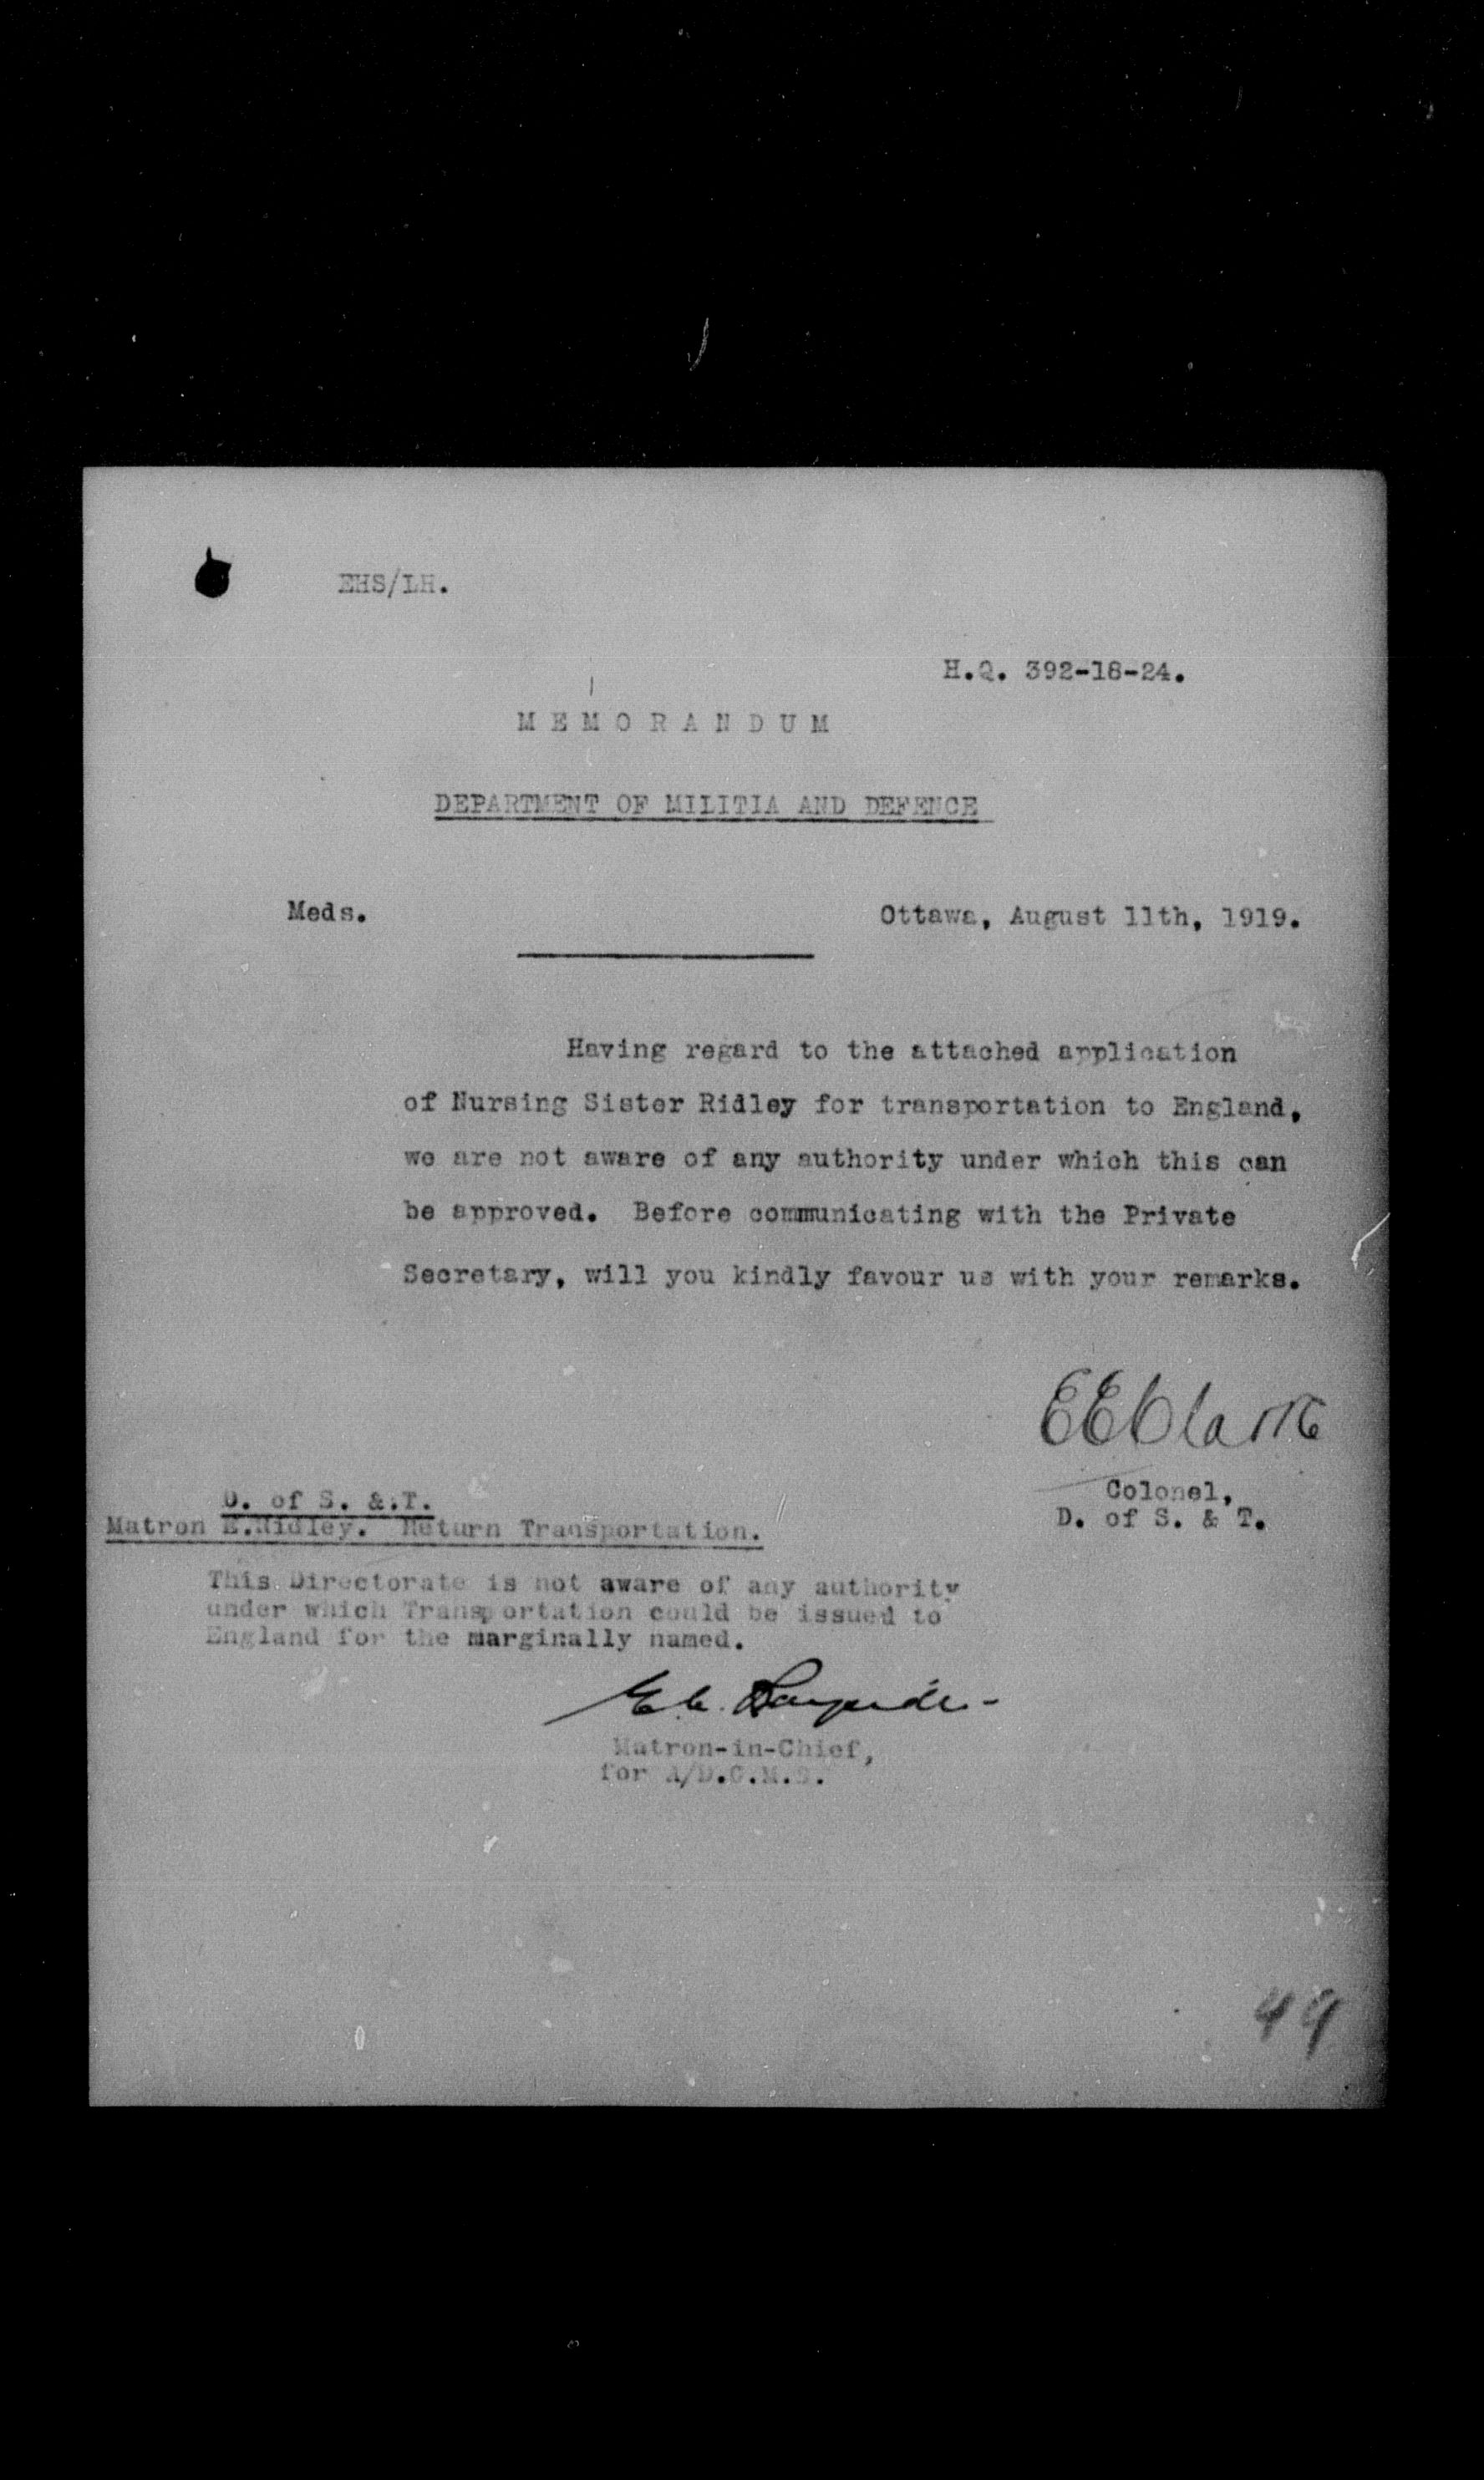 EHS/LH.
H.Q. 392-18-24.
MEMORANDUM
DEPARTMENT OF MILITIA AND DEFENCE
Meds.
Ottawa, August 11th, 1919.
Having regard to the attached application
of Nursing Sister Ridley for transportation to England,
we are not aware of any authority under which this can
be approved. Before communicating with the Private
Secretary, will you kindly favour us with your remarks.
EEClarke
Colonel,
D. of S. & T.
D. of S. &.T.
Matron E.Ridley. Return Transportation.
This Directorate is not aware of any authority
under which Transportation could be issued to
England for the marginally named.
E.C.
Matron-in-Chief,
for A/D.G.M.S.
49